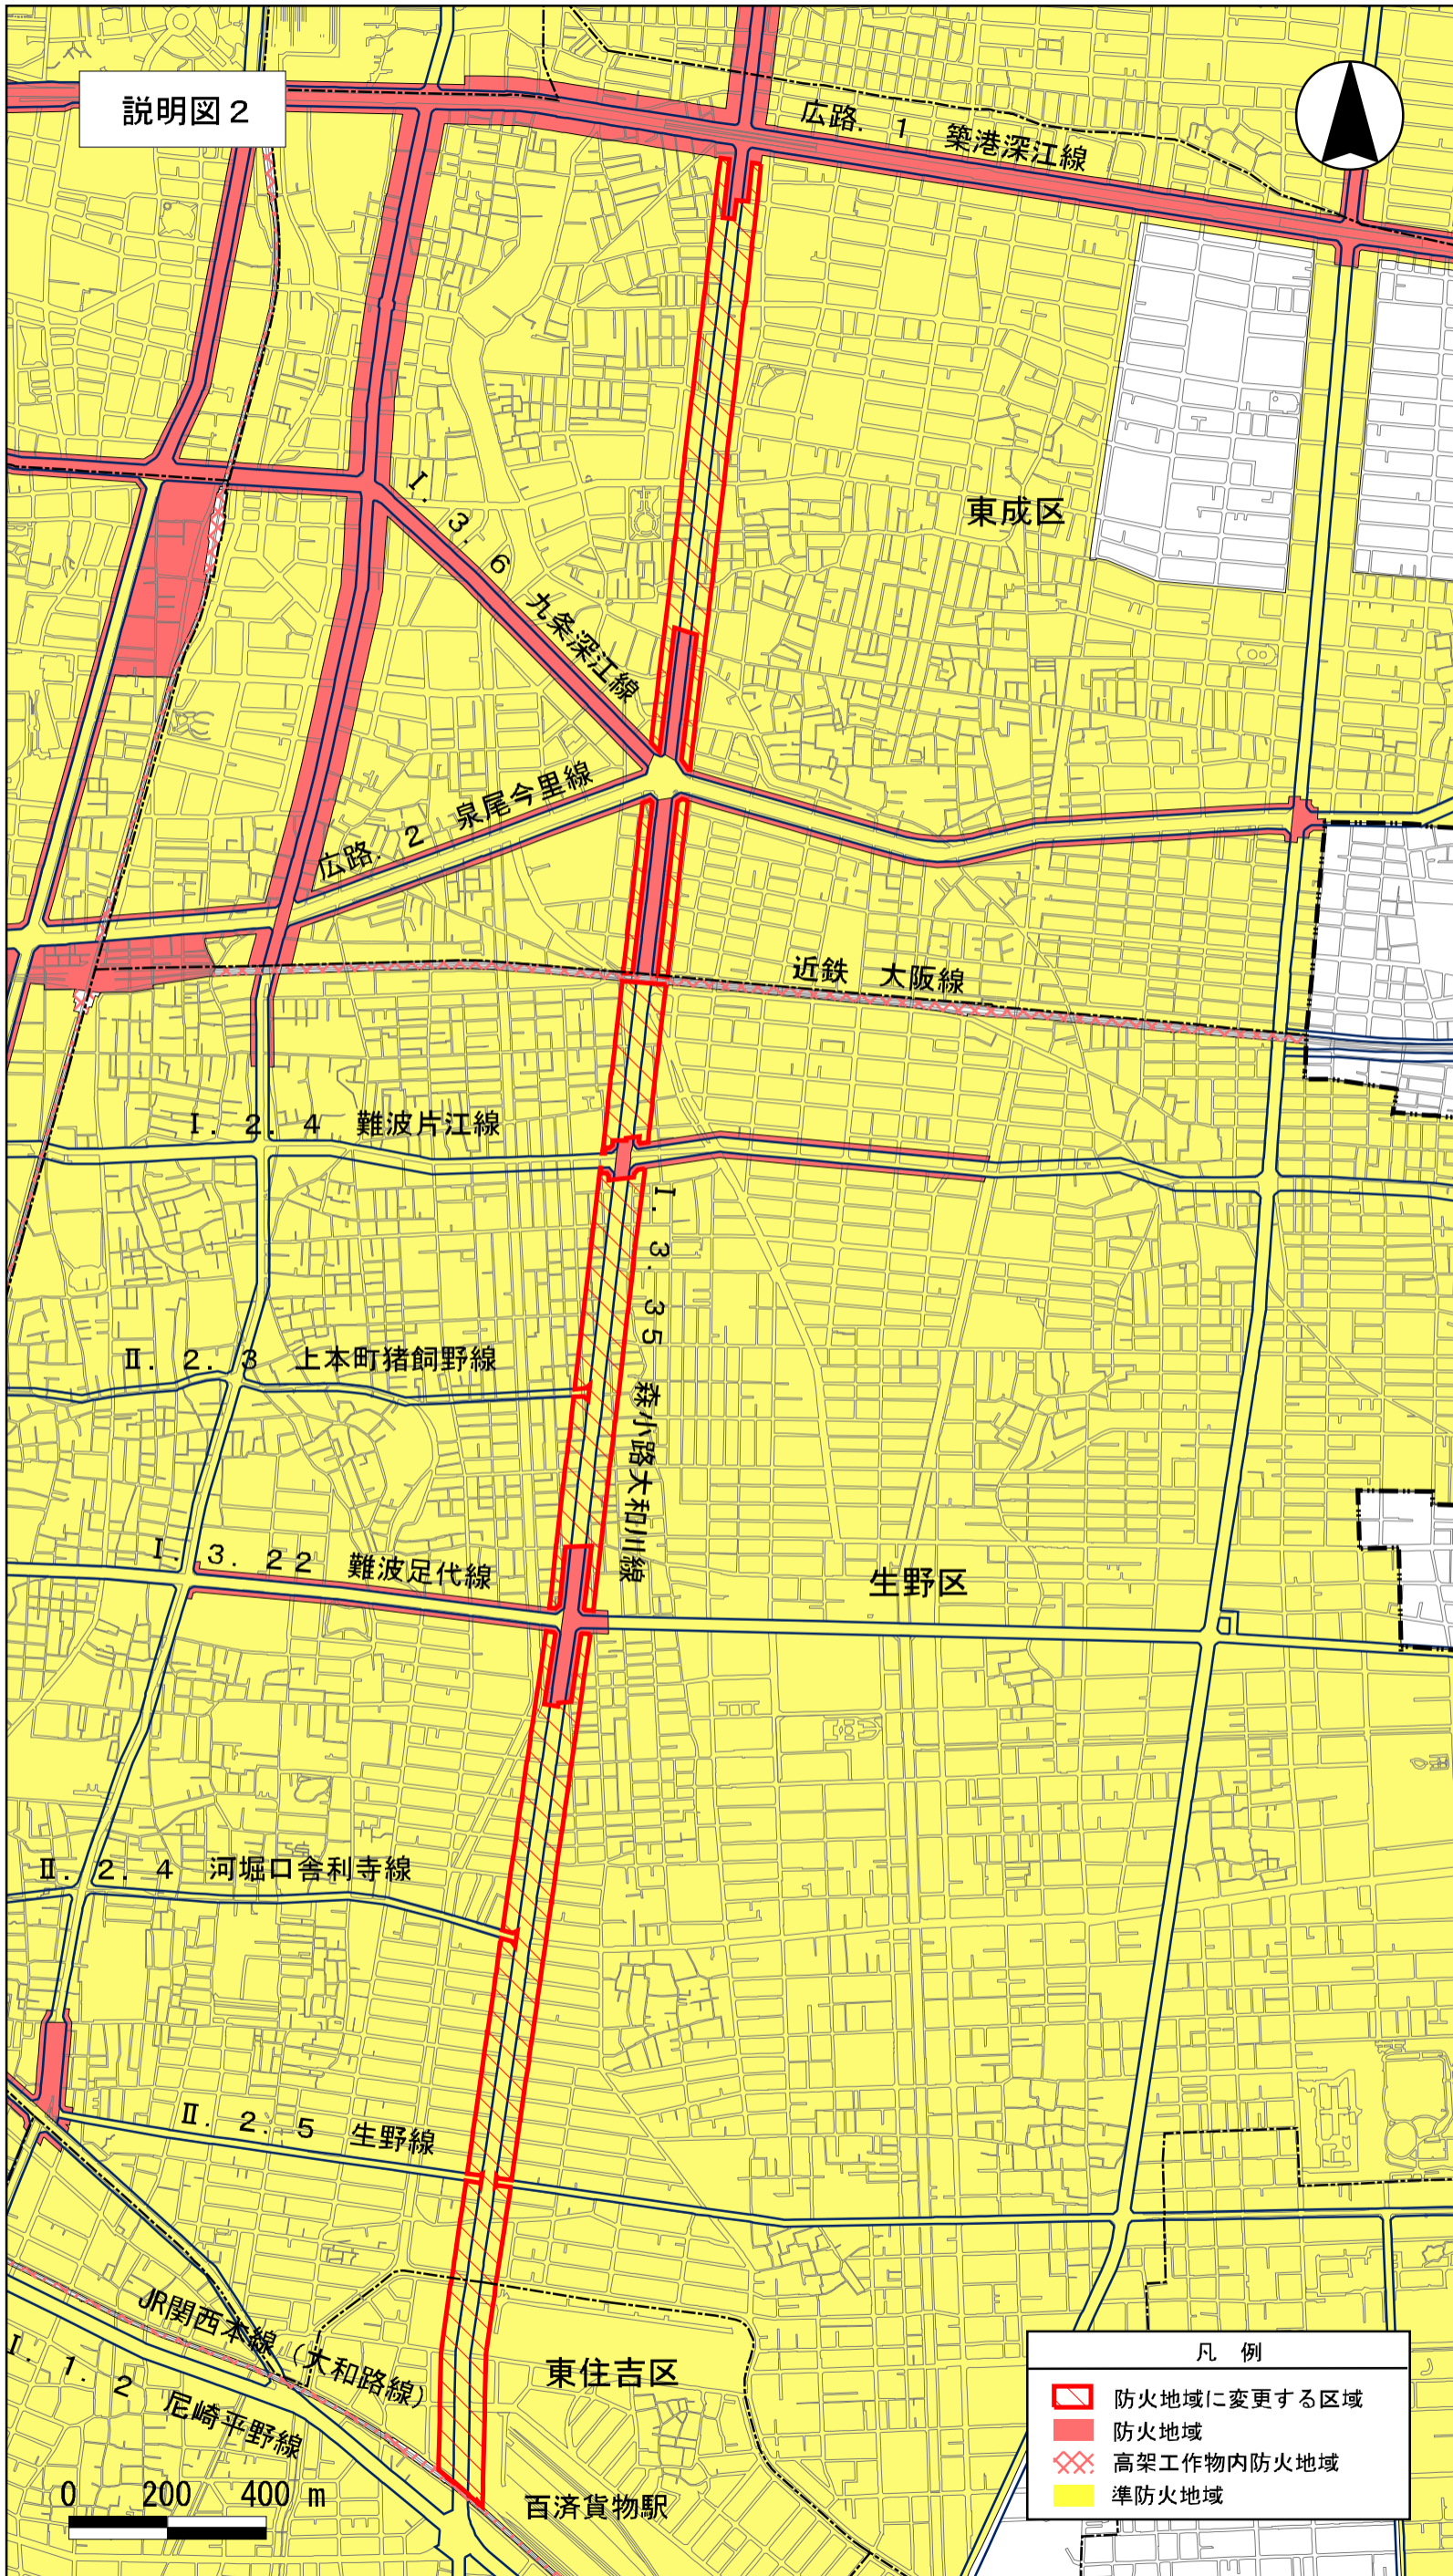 説明図２
広路．１　築港深江線
東成区
Ⅰ．３．６　九条深江線
広路．２　泉尾今里線
近鉄　大阪線
Ⅰ．２．４　難波片江線
Ⅰ．３．３５　森小路大和川線
Ⅱ．２．３　上本町猪飼野線
Ⅰ．３．２２　難波足代線
生野区
Ⅱ．２．４　河堀口舎利寺線
Ⅱ．２．５　生野線
JR関西本線（大和路線）
Ⅰ．１．２　尼崎平野線
東住吉区
百済貨物駅
0　200　400 m
凡　例
防火地域に変更する区域
防火地域
高架工作物内防火地域
準防火地域